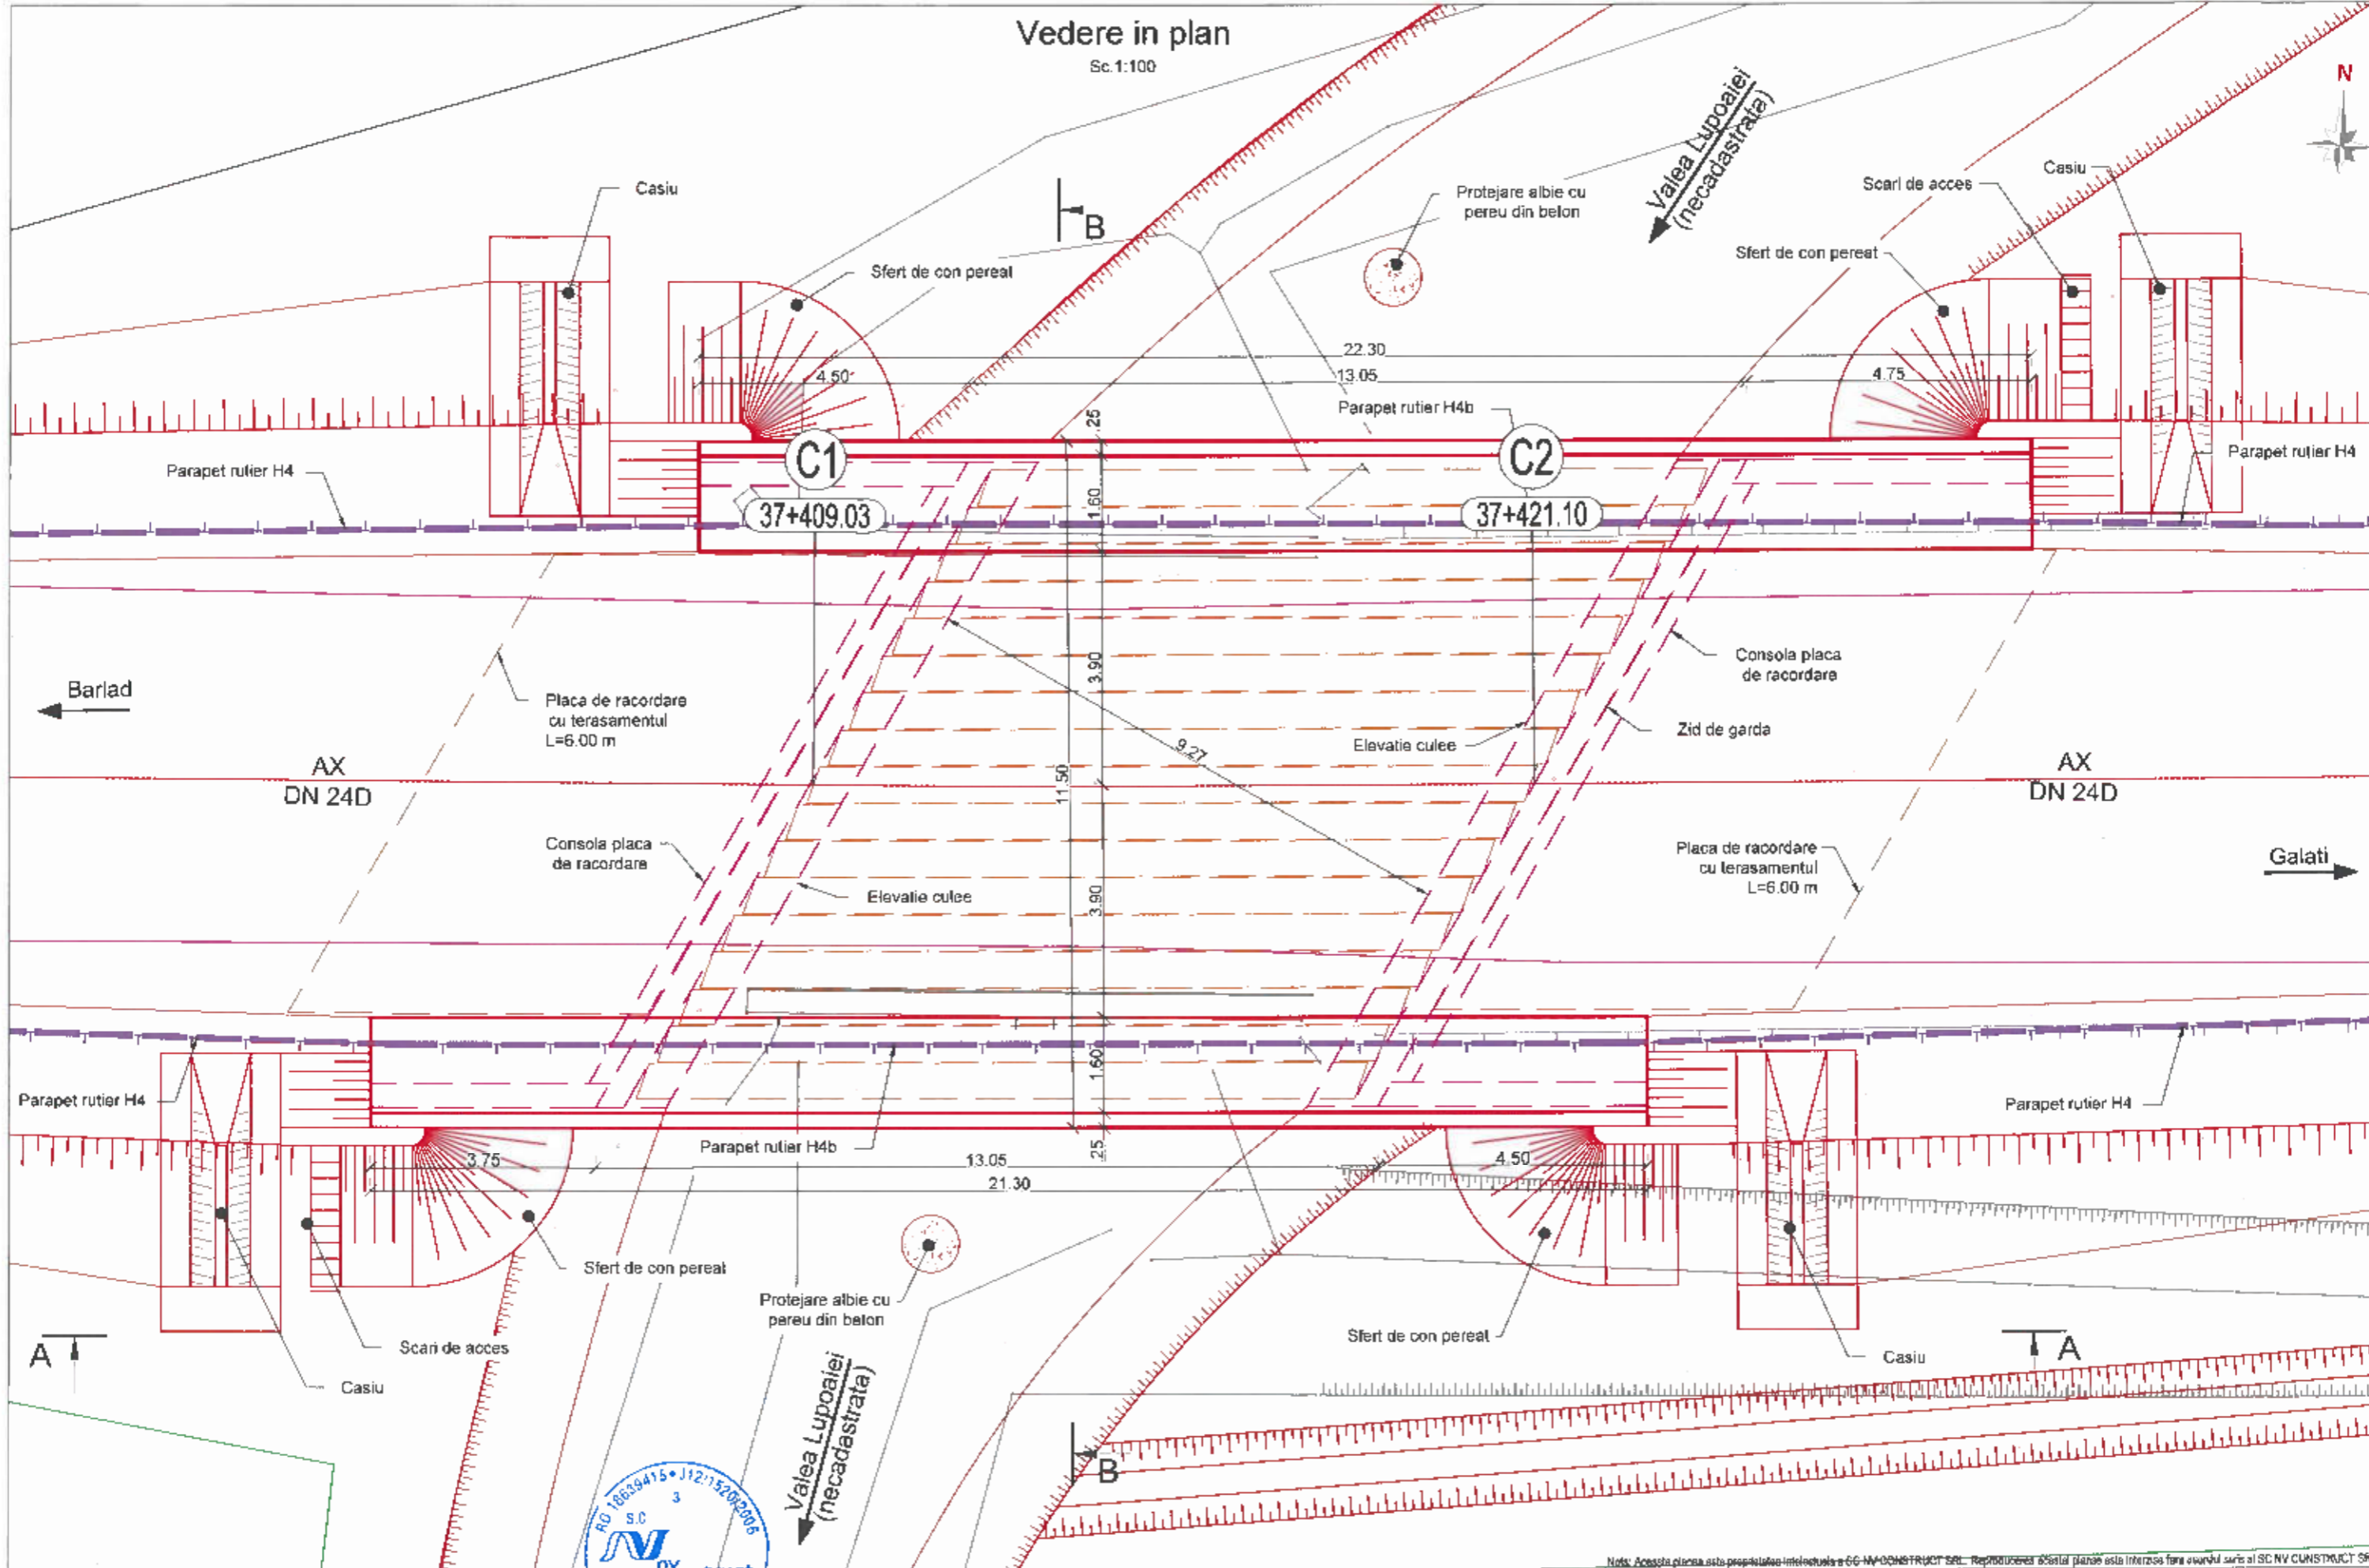 Vedere in plan
Sc.1:100
N
Valea Lupoaiei
(necadastrata)
Casiu
B
Protejare albie cu
pereu din beton
Scari de acces
Casiu
Sfert de con pereat
Sfert de con pereat
22.30
4.50
13.05
4.75
Parapet rutier H4b
.25
C1
C2
Parapet rutier H4
Parapet rutier H4
37+409.03
37+421.10
1.60
3.90
Consola placa
de racordare
Barlad
Placa de racordare
cu terasamentul
L=6.00 m
Zid de garda
Elevatie culee
9.27
11.50
AX
DN 24D
AX
DN 24D
Consola placa
de racordare
Placa de racordare
cu terasamentul
L=6.00 m
Galati
Elevatie culee
3.90
1.60
Parapet rutier H4
Parapet rutier H4
Parapet rutier H4b
.25
3.75
13.05
4.50
21.30
Sfert de con pereat
Protejare albie cu
pereu din beton
Sfert de con pereat
A
Scari de acces
A
Casiu
Casiu
Valea Lupoaiei
(necadastrata)
B
RO 18639415 • J12/1520/2006
3
S.C